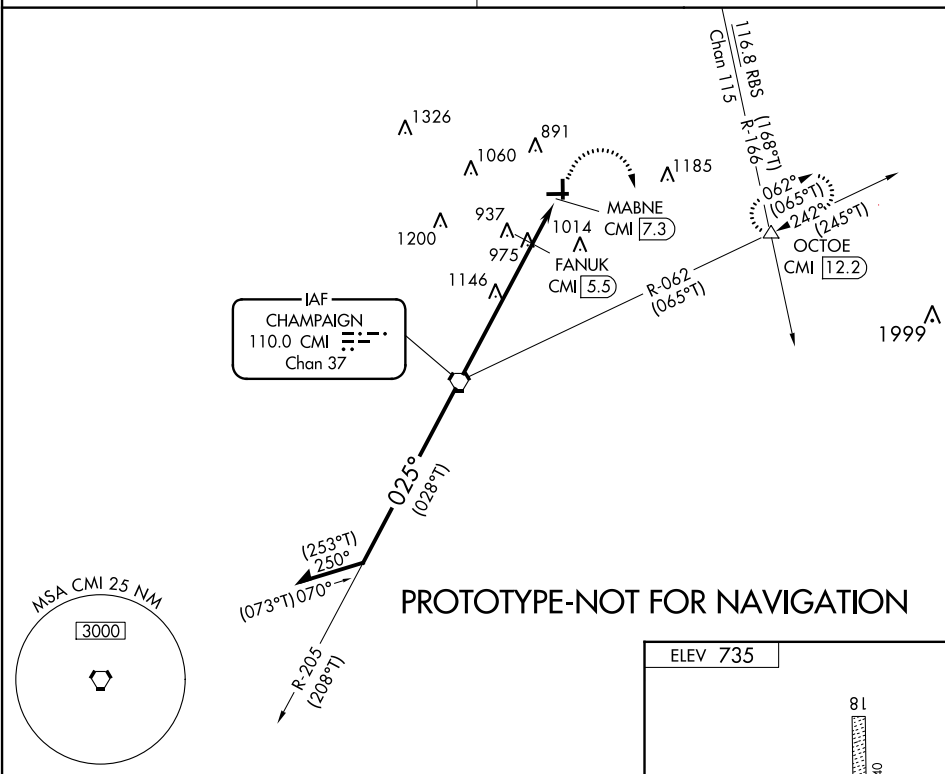 116.8 RBS
Chan 115
R-166
(168°T)
1326
891
1060
1185
062°
(065°T)
242°
(245°T)
MABNE
CMI 7.3
937
1014
1200
975
OCTOE
CMI 12.2
FANUK
CMI 5.5
1146
R-062
(065°T)
IAF
CHAMPAIGN
110.0 CMI
Chan 37
1999
025°
(028°T)
(253°T)
250°
(073°T) 070°
R-205
(208°T)
MSA CMI 25 NM
3000
PROTOTYPE-NOT FOR NAVIGATION
ELEV 735
18